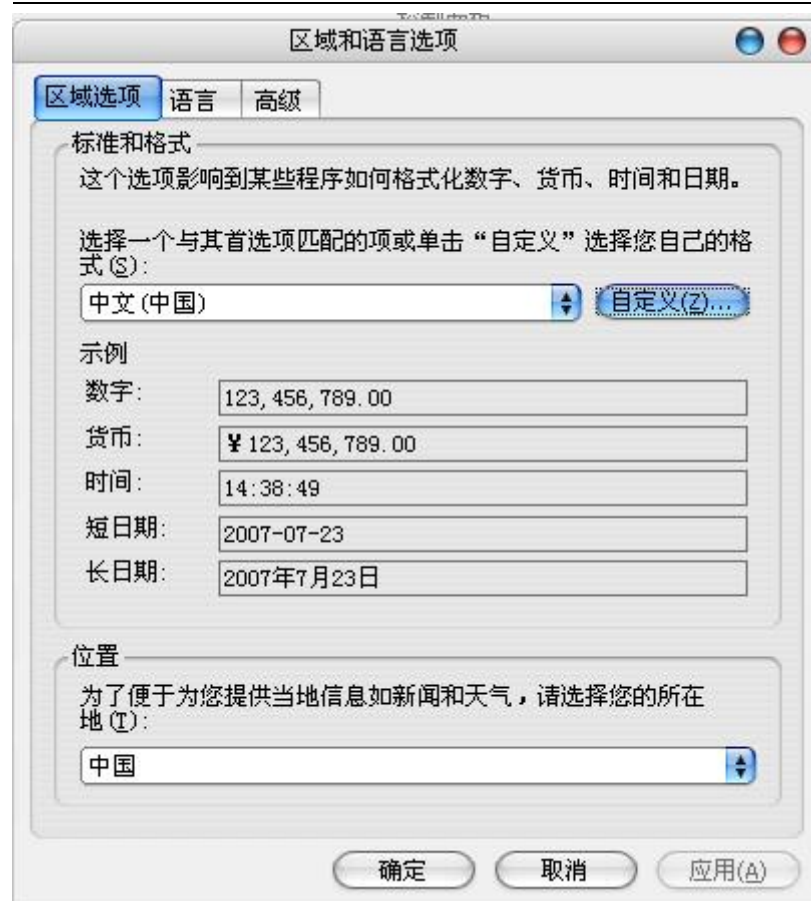 区域和语言选项
区域选项 语言 高级
标准和格式
这个选项影响到某些程序如何格式化数字、货币、时间和日期。
选择一个与其首选项匹配的项或单击“自定义”选择您自己的格
式(S):
中文(中国) 自定义(Z)...
示例
数字: 123,456,789.00
货币: ¥123,456,789.00
时间: 14:38:49
短日期: 2007-07-23
长日期: 2007年7月23日
位置
为了便于为您提供当地信息如新闻和天气，请选择您的所在
地(T):
中国
确定 取消 应用(A)